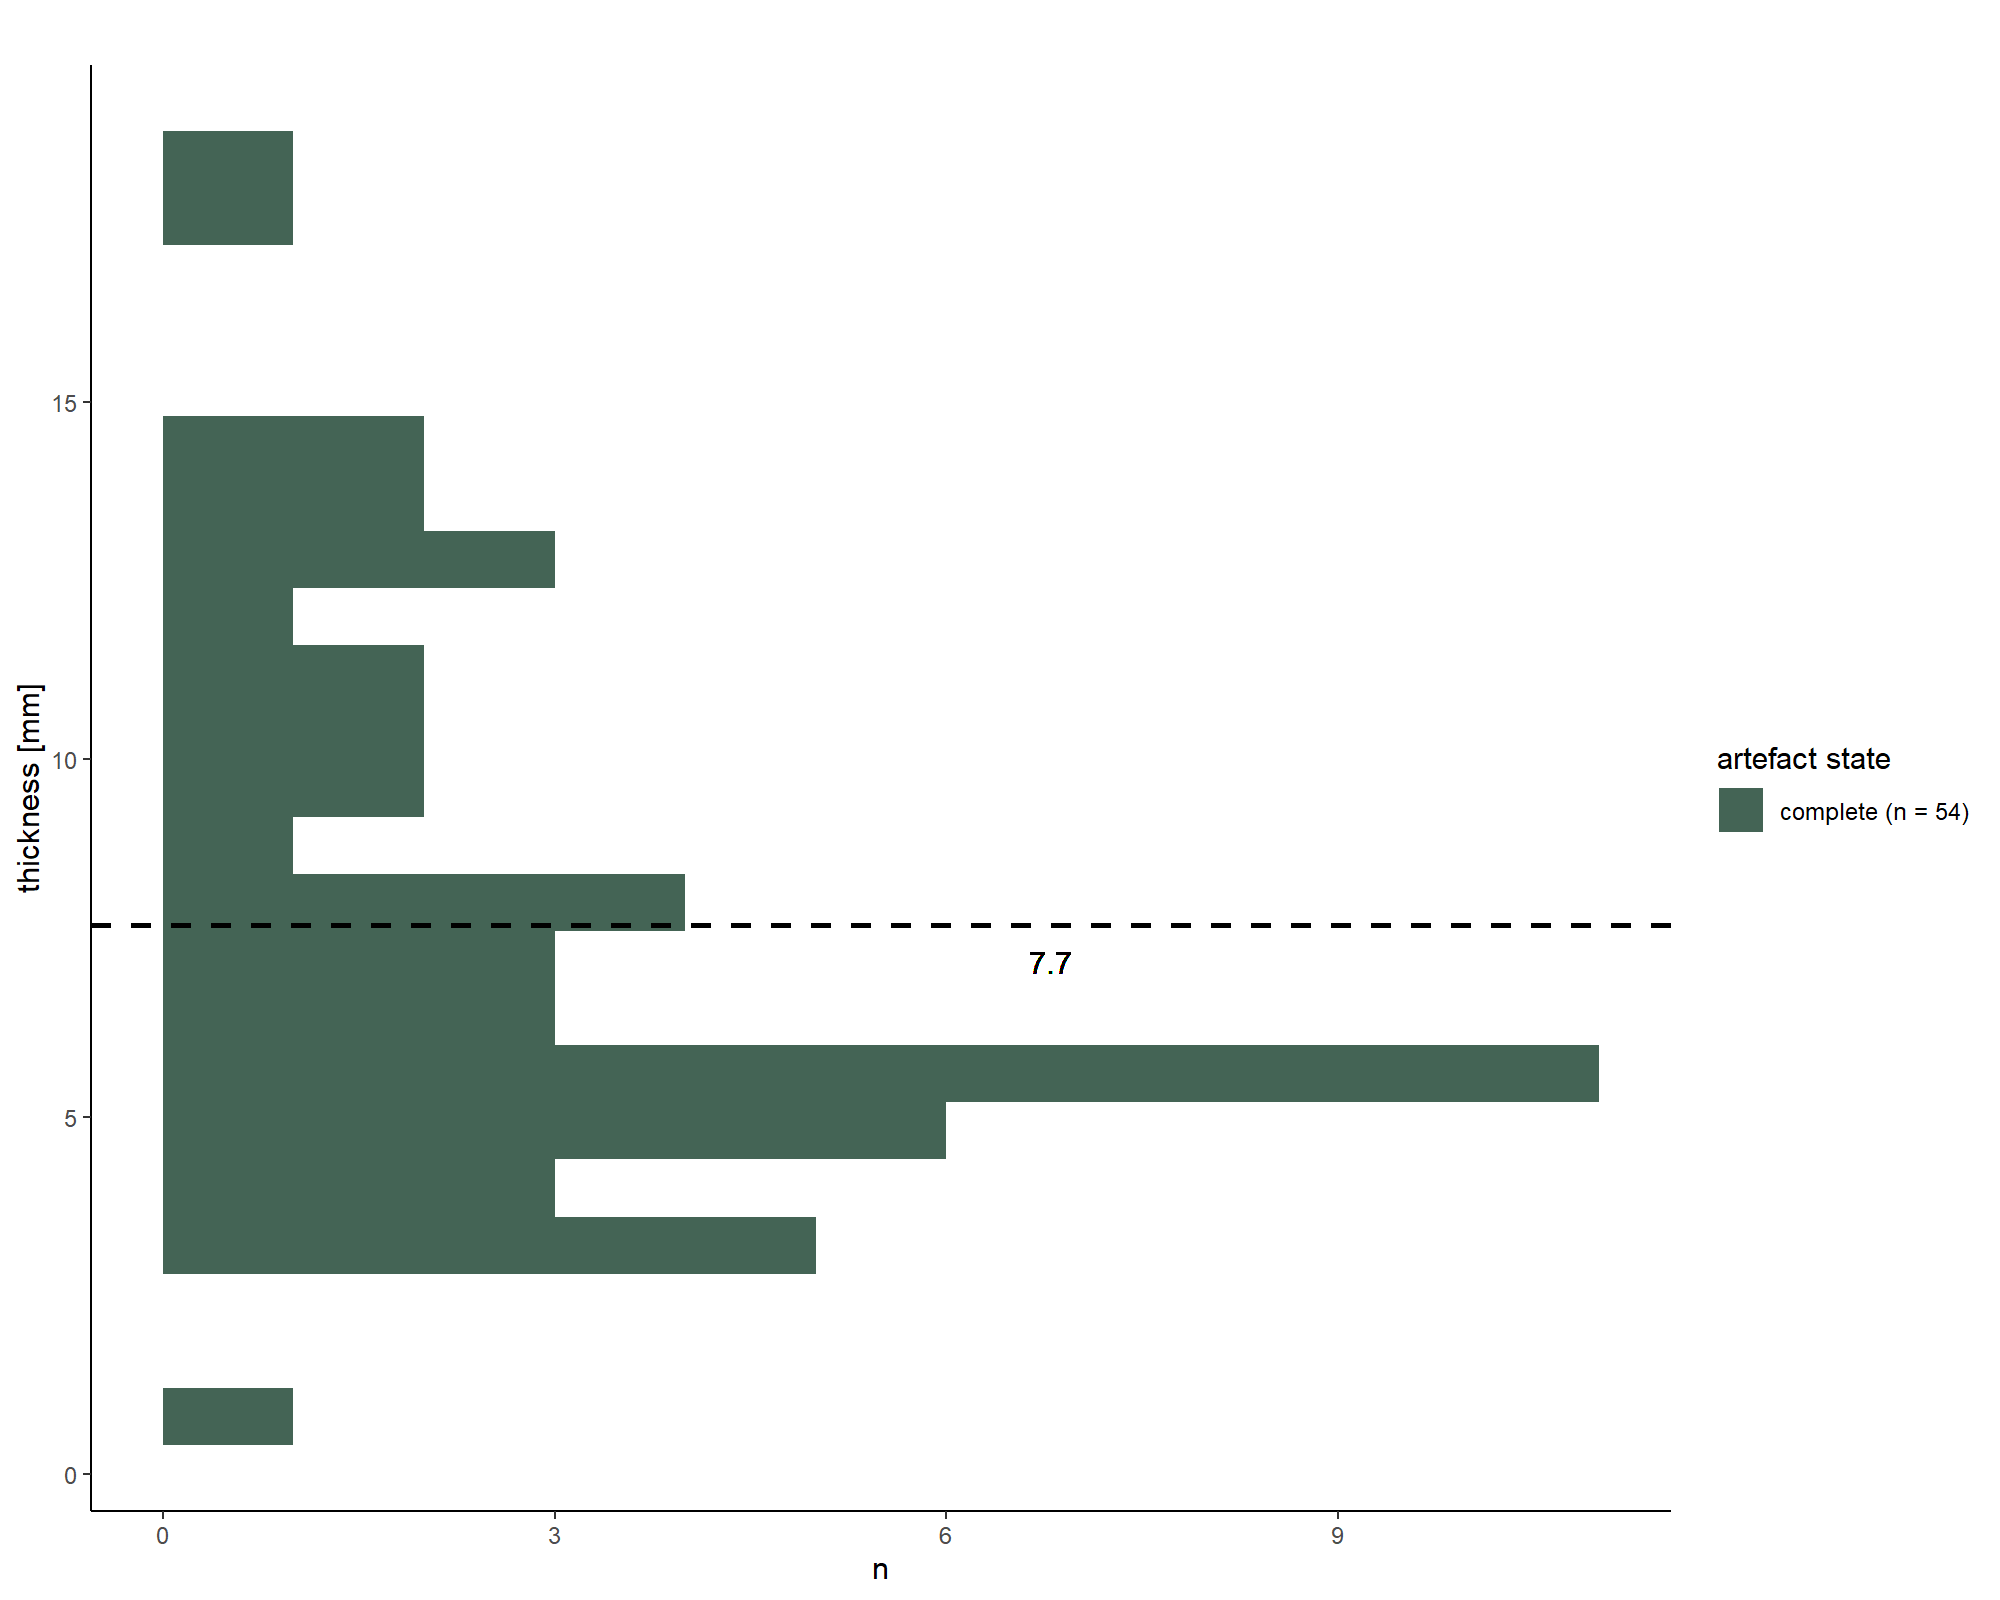 thickness [mm]
15
10
5
0
7.7
0 3 6 9
n
artefact state
complete (n = 54)